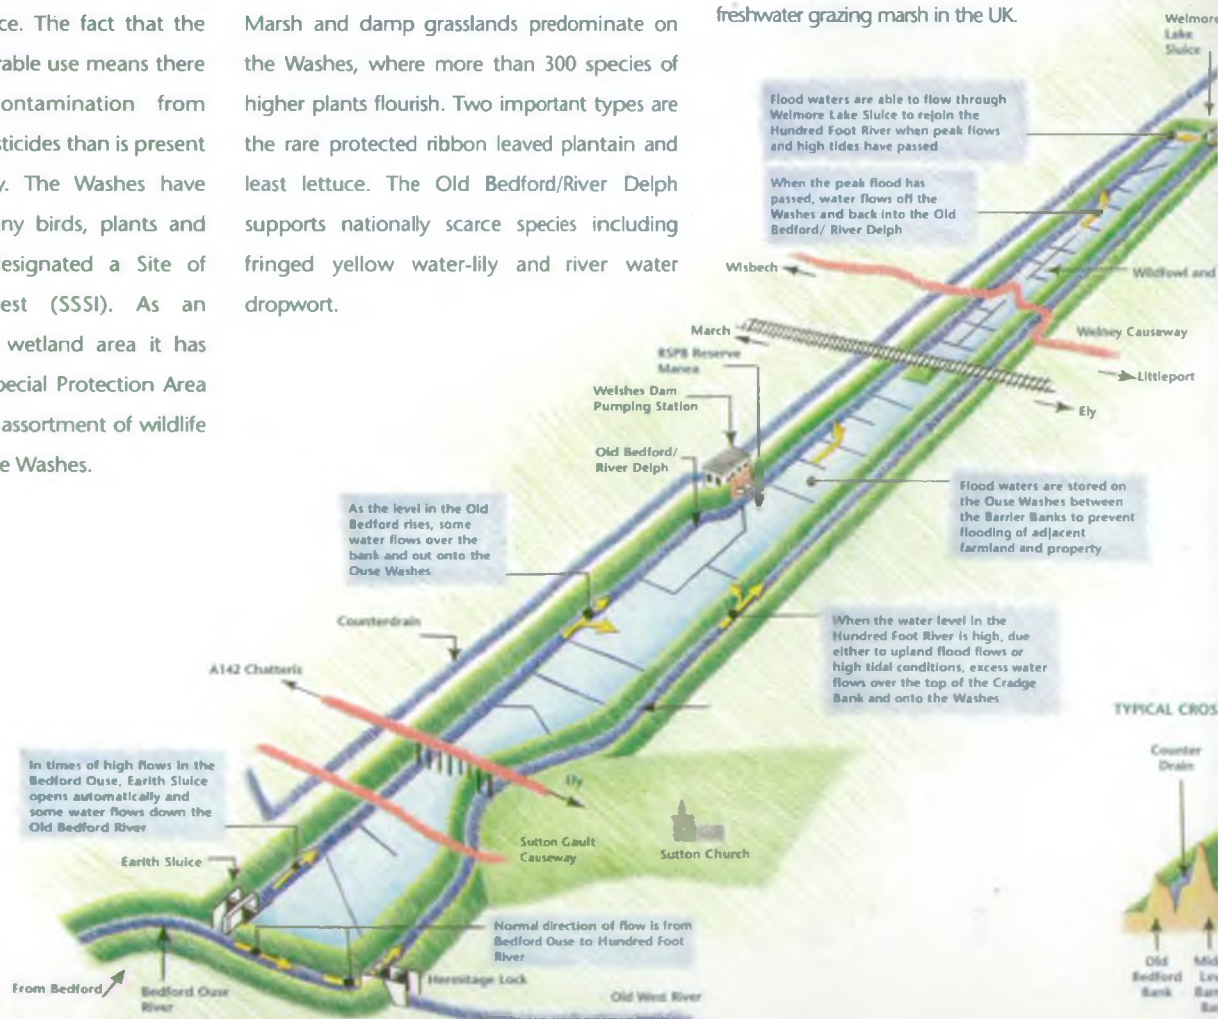 ce. The fact that the
rable use means there
ontamination from
sticides than is present
y. The Washes have
ny birds, plants and
designated a Site of
est (SSSI). As an
wetland area it has
pecial Protection Area
assortment of wildlife
e Washes.
Marsh and damp grasslands predominate on
the Washes, where more than 300 species of
higher plants flourish. Two important types are
the rare protected ribbon leaved plantain and
least lettuce. The Old Bedford/River Delph
supports nationally scarce species including
fringed yellow water-lily and river water
dropwort.
freshwater grazing marsh in the UK.
Welmore
Lake
Sluice
Flood waters are able to flow through
Welmore Lake Sluice to rejoin the
Hundred Foot River when peak flows
and high tides have passed
When the peak flood has
passed, water flows off the
Washes and back into the Old
Bedford/ River Delph
Wisbech
Wildfowl and
March
Welney Causeway
RSPB Reserve
Manea
Littleport
Welshes Dam
Pumping Station
Ely
Old Bedford/
River Delph
Flood waters are stored on
the Ouse Washes between
the Barrier Banks to prevent
flooding of adjacent
farmland and property
As the level in the Old
Bedford rises, some
water flows over the
bank and out onto the
Ouse Washes
When the water level in the
Hundred Foot River is high, due
either to upland flood flows or
high tidal conditions, excess water
flows over the top of the Cradge
Bank and onto the Washes
Counterdrain
A142 Chatteris
TYPICAL CROS
Counter
Drain
In times of high flows in the
Bedford Ouse, Earith Sluice
opens automatically and
some water flows down the
Old Bedford River
Ely
Sutton Gault
Causeway
Sutton Church
Earith Sluice
Normal direction of flow is from
Bedford Ouse to Hundred Foot
River
Hermitage Lock
Old West River
From Bedford
Bedford Ouse
River
Old
Bedford
Bank
Mid
Lev
Barr
Ba